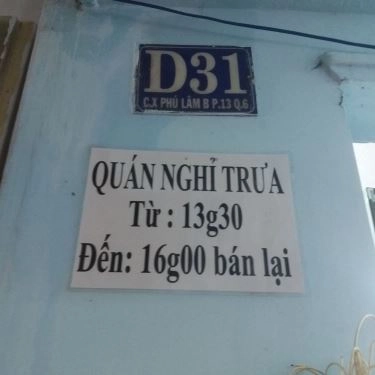 D31
C.X PHÚ LÂM B P.13 Q.6
QUÁN NGHỈ TRƯA
Từ : 13g30
Đến: 16g00 bán lại